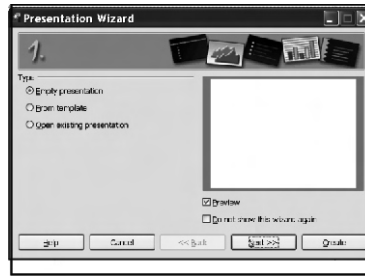 Presentation Wizard
1.
Type
Empty presentation
From template
Open existing presentation
Preview
Do not show this wizard again
Help
Cancel
<< Back
Next >>
Create